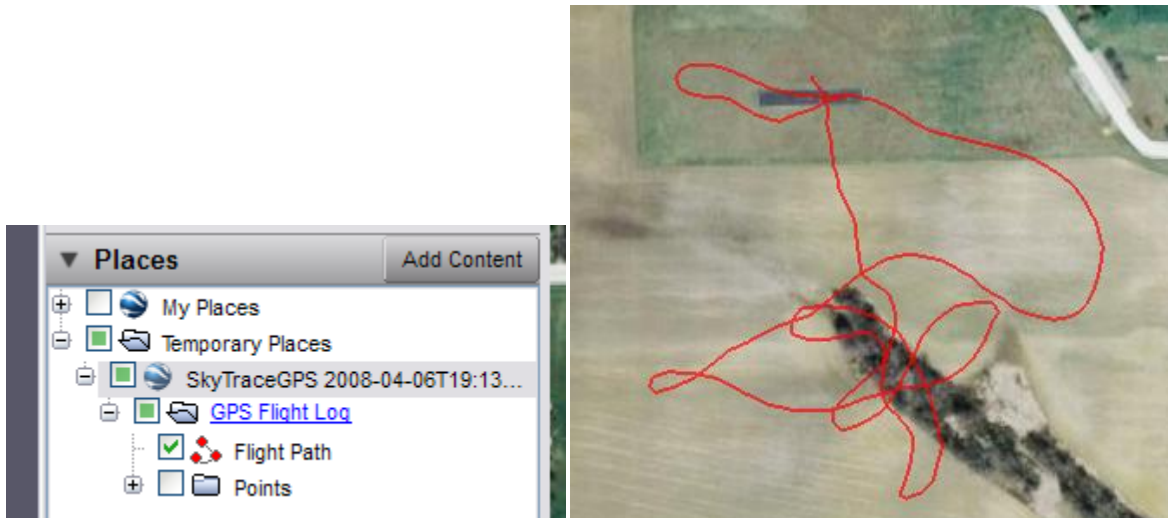 Places
Add Content
My Places
Temporary Places
SkyTraceGPS 2008-04-06T19:13...
GPS Flight Log
Flight Path
Points